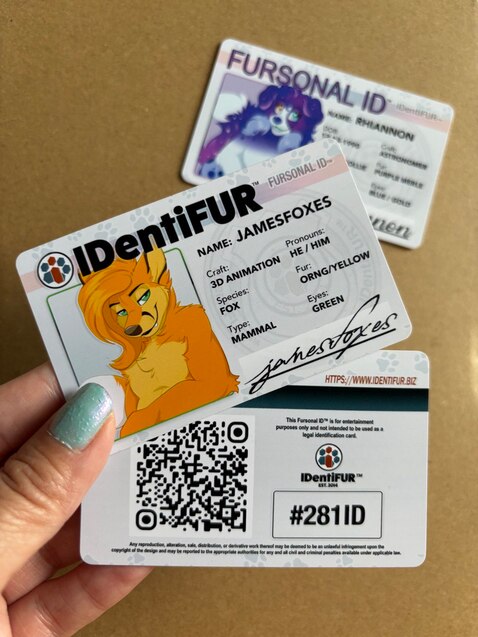 FURSONAL ID™ IDentiFUR™
NAME: RHIANNON
Craft:
ASTRONOMER
Fur:
PURPLE MERLE
Eyes:
BLUE / GOLD
IDentiFUR™ FURSONAL ID™
NAME: JAMESFOXES
Craft: Pronouns:
3D ANIMATION HE / HIM
Species: Fur:
FOX ORNG/YELLOW
Type: Eyes:
MAMMAL GREEN
jamesfoxes
HTTPS://WWW.IDENTIFUR.BIZ
This Fursonal ID™ is for entertainment
purposes only and not intended to be used as a
legal identification card.
IDentiFUR™
EST. 2014
#281ID
Any reproduction, alteration, sale, distribution, or derivative work thereof may be deemed to be an unlawful infringement upon the
copyright of the design and may be reported to the appropriate authorities for any and all civil and criminal penalties available under applicable law.